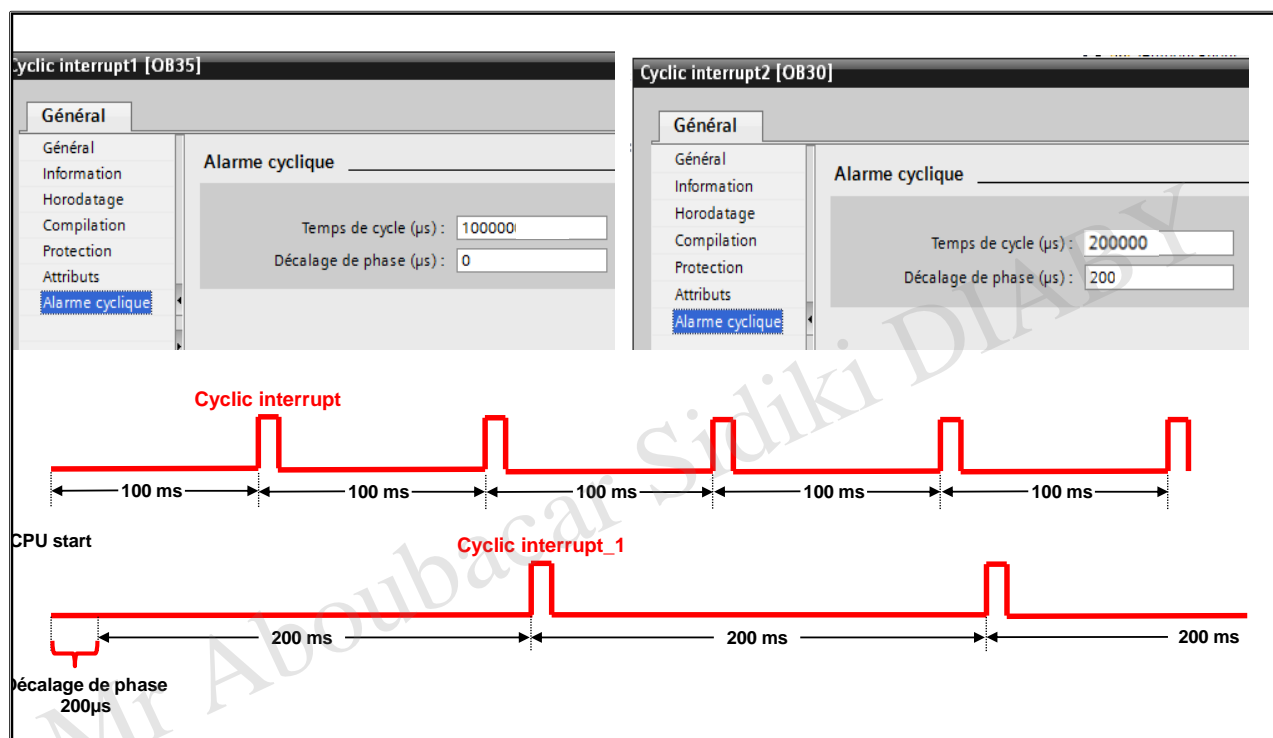 Cyclic interrupt1 [OB35]
Général
Général
Information
Horodatage
Compilation
Protection
Attributs
Alarme cyclique
Alarme cyclique
Temps de cycle (µs) : 100000
Décalage de phase (µs) : 0
Cyclic interrupt2 [OB30]
Général
Général
Information
Horodatage
Compilation
Protection
Attributs
Alarme cyclique
Alarme cyclique
Temps de cycle (µs) : 200000
Décalage de phase (µs) : 200
Cyclic interrupt
100 ms 100 ms 100 ms 100 ms 100 ms
CPU start
Cyclic interrupt_1
200 ms 200 ms 200 ms
Décalage de phase
200µs
Mr Aboubacar Sidiki DIABY